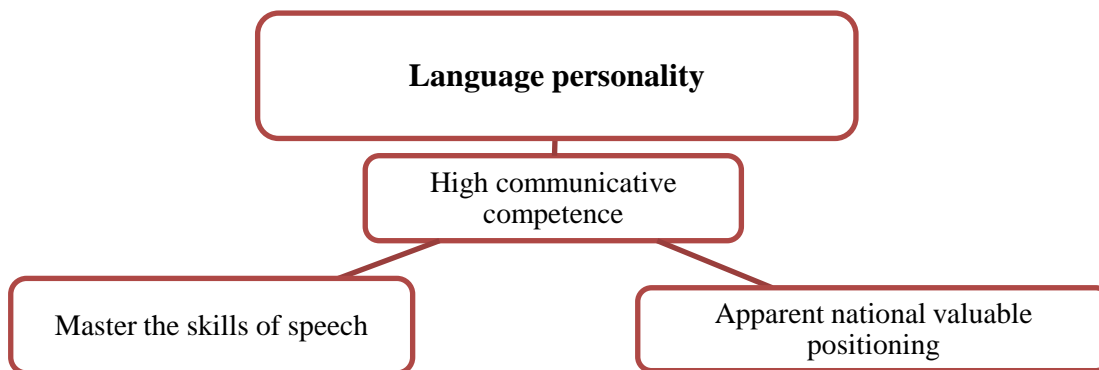 Language personality
High communicative
competence
Master the skills of speech
Apparent national valuable
positioning